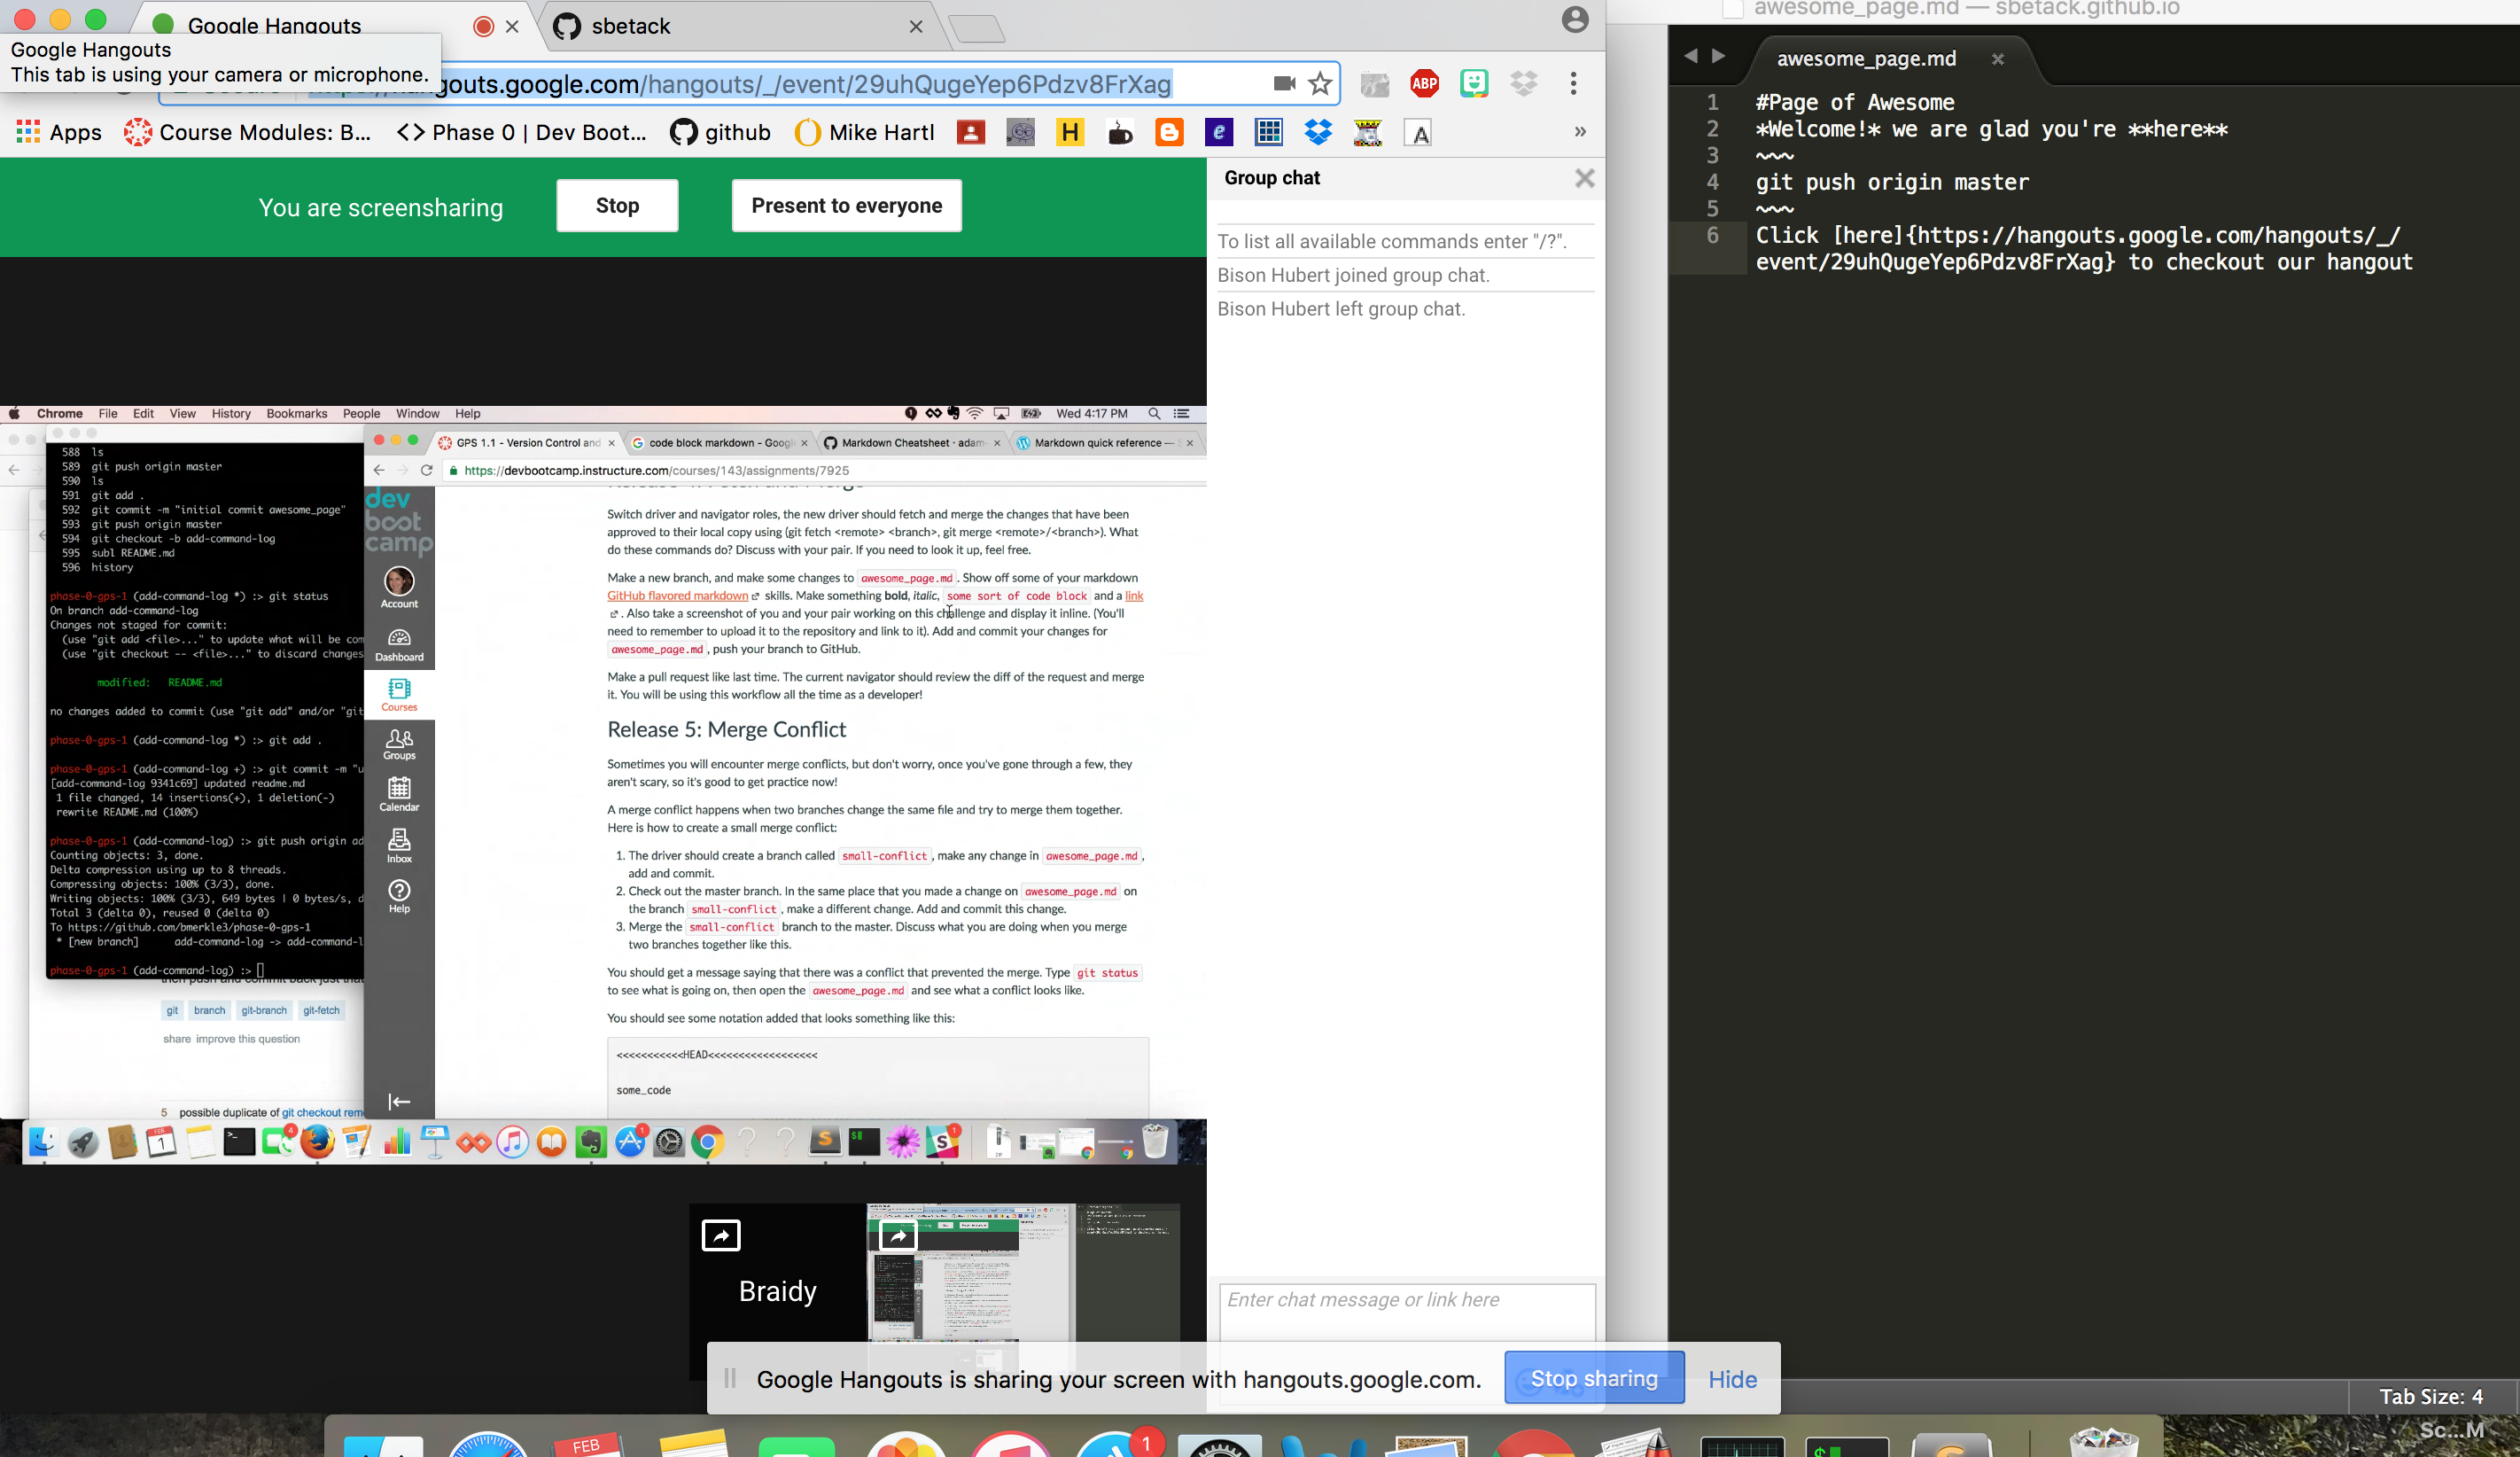 Google Hangouts
sbetack
Google Hangouts
This tab is using your camera or microphone.
gouts.google.com/hangouts/_/event/29uhQugeYep6Pdzv8FrXag
ABP
Apps
Course Modules: B...
Phase 0 | Dev Boot...
github
Mike Hartl
H
e
A
»
You are screensharing
Stop
Present to everyone
Group chat
To list all available commands enter "/?".
Bison Hubert joined group chat.
Bison Hubert left group chat.
Chrome File Edit View History Bookmarks People Window Help
Wed 4:17 PM
588 ls
589 git push origin master
590 ls
591 git add .
592 git commit -m "initial commit awesome_page"
593 git push origin master
594 git checkout -b add-command-log
595 subl README.md
596 history
phase-0-gps-1 (add-command-log *) :> git status
On branch add-command-log
Changes not staged for commit:
(use "git add <file>..." to update what will be com
(use "git checkout -- <file>..." to discard changes
modified: README.md
no changes added to commit (use "git add" and/or "git
phase-0-gps-1 (add-command-log *) :> git add .
phase-0-gps-1 (add-command-log +) :> git commit -m "u
[add-command-log 9341c69] updated readme.md
1 file changed, 14 insertions(+), 1 deletion(-)
rewrite README.md (100%)
phase-0-gps-1 (add-command-log) :> git push origin ad
Counting objects: 3, done.
Delta compression using up to 8 threads.
Compressing objects: 100% (3/3), done.
Writing objects: 100% (3/3), 649 bytes | 0 bytes/s, d
Total 3 (delta 0), reused 0 (delta 0)
To https://github.com/bmerkle3/phase-0-gps-1
* [new branch] add-command-log -> add-command-l
phase-0-gps-1 (add-command-log) :>
git branch git-branch git-fetch
share improve this question
5 possible duplicate of git checkout rem
GPS 1.1 - Version Control and
code block markdown - Googl
Markdown Cheatsheet · adam-
Markdown quick reference —
https://devbootcamp.instructure.com/courses/143/assignments/7925
dev
boot
camp
Account
Dashboard
Courses
Groups
Calendar
Inbox
Help
Switch driver and navigator roles, the new driver should fetch and merge the changes that have been
approved to their local copy using (git fetch <remote> <branch>, git merge <remote>/<branch>). What
do these commands do? Discuss with your pair. If you need to look it up, feel free.
Make a new branch, and make some changes to awesome_page.md . Show off some of your markdown
GitHub flavored markdown skills. Make something bold, italic, some sort of code block and a link
. Also take a screenshot of you and your pair working on this challenge and display it inline. (You'll
need to remember to upload it to the repository and link to it). Add and commit your changes for
awesome_page.md , push your branch to GitHub.
Make a pull request like last time. The current navigator should review the diff of the request and merge
it. You will be using this workflow all the time as a developer!
Release 5: Merge Conflict
Sometimes you will encounter merge conflicts, but don't worry, once you've gone through a few, they
aren't scary, so it's good to get practice now!
A merge conflict happens when two branches change the same file and try to merge them together.
Here is how to create a small merge conflict:
1. The driver should create a branch called small-conflict , make any change in awesome_page.md ,
add and commit.
2. Check out the master branch. In the same place that you made a change on awesome_page.md on
the branch small-conflict , make a different change. Add and commit this change.
3. Merge the small-conflict branch to the master. Discuss what you are doing when you merge
two branches together like this.
You should get a message saying that there was a conflict that prevented the merge. Type git status
to see what is going on, then open the awesome_page.md and see what a conflict looks like.
You should see some notation added that looks something like this:
<<<<<<<<<<<HEAD<<<<<<<<<<<<<<<<<<
some_code
Braidy
Enter chat message or link here
Google Hangouts is sharing your screen with hangouts.google.com.
Stop sharing
Hide
awesome_page.md — sbetack.github.io
awesome_page.md
1 #Page of Awesome
2 *Welcome!* we are glad you're **here**
3 ~~~
4 git push origin master
5 ~~~
6 Click [here]{https://hangouts.google.com/hangouts/_/
event/29uhQugeYep6Pdzv8FrXag} to checkout our hangout
Tab Size: 4
Sc...M
FEB
1